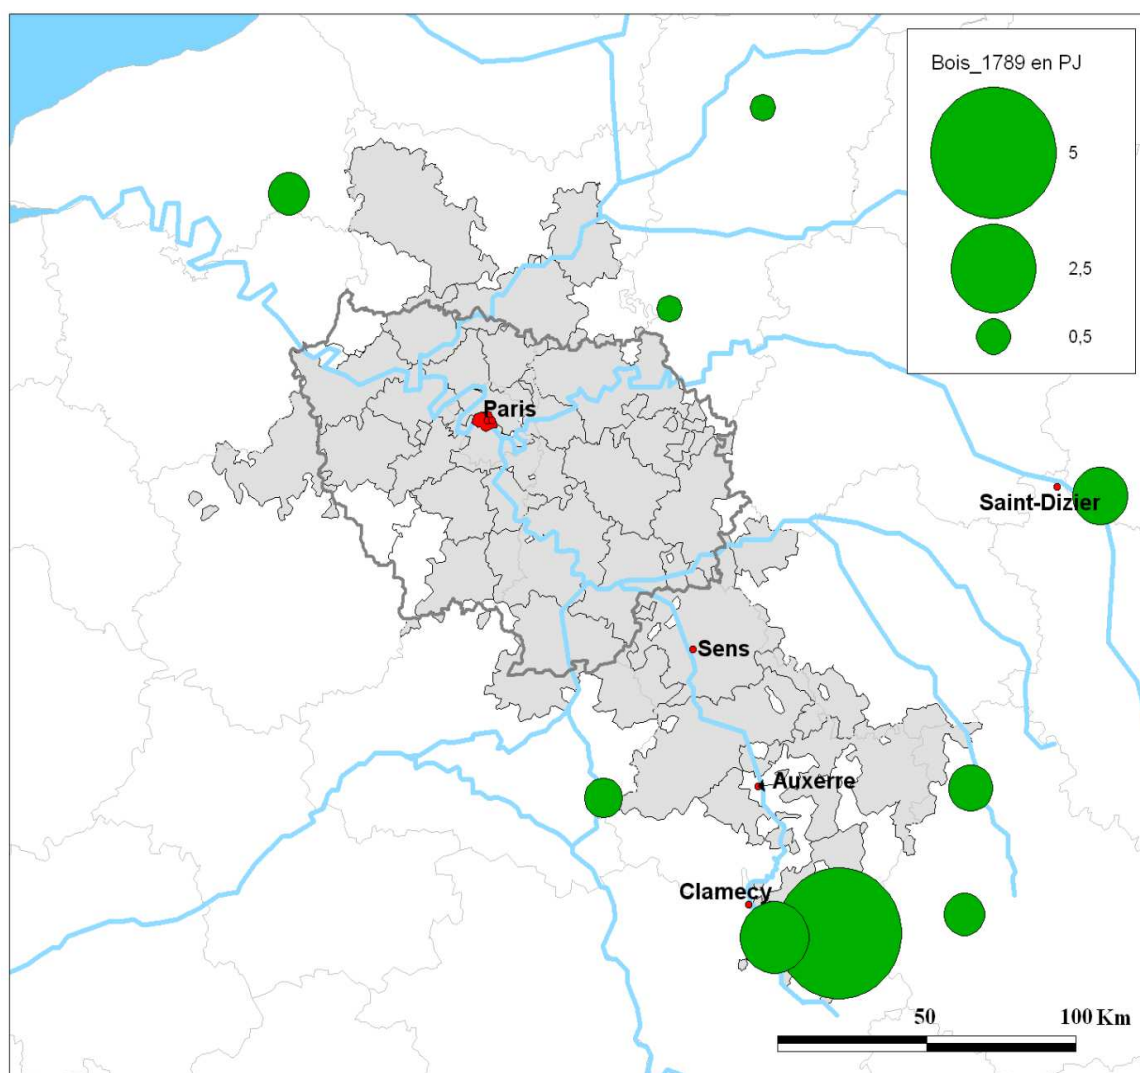 Bois_1789 en PJ
5
2,5
0,5
Paris
Saint-Dizier
Sens
Auxerre
Clamecy
50
100 Km